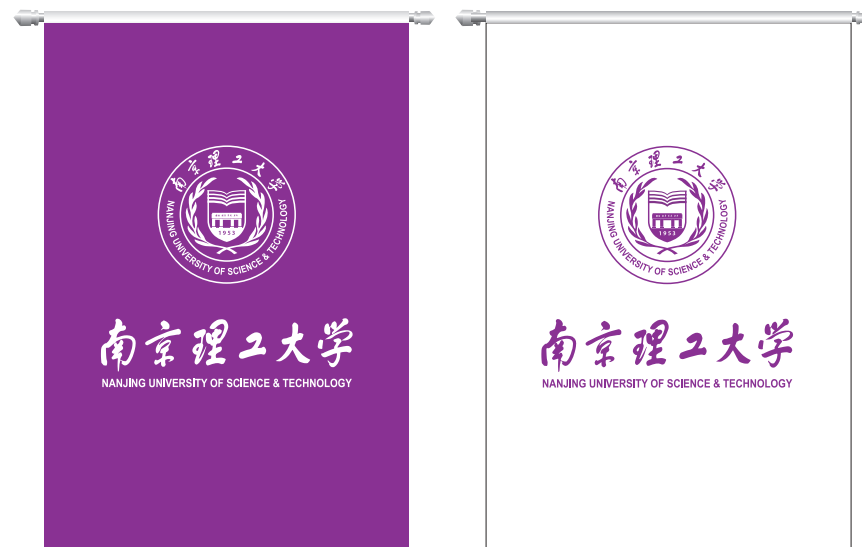 南京理工大学
NANJING UNIVERSITY OF SCIENCE & TECHNOLOGY
1953
南京理工大学
NANJING UNIVERSITY OF SCIENCE & TECHNOLOGY
南京理工大学
NANJING UNIVERSITY OF SCIENCE & TECHNOLOGY
1953
南京理工大学
NANJING UNIVERSITY OF SCIENCE & TECHNOLOGY